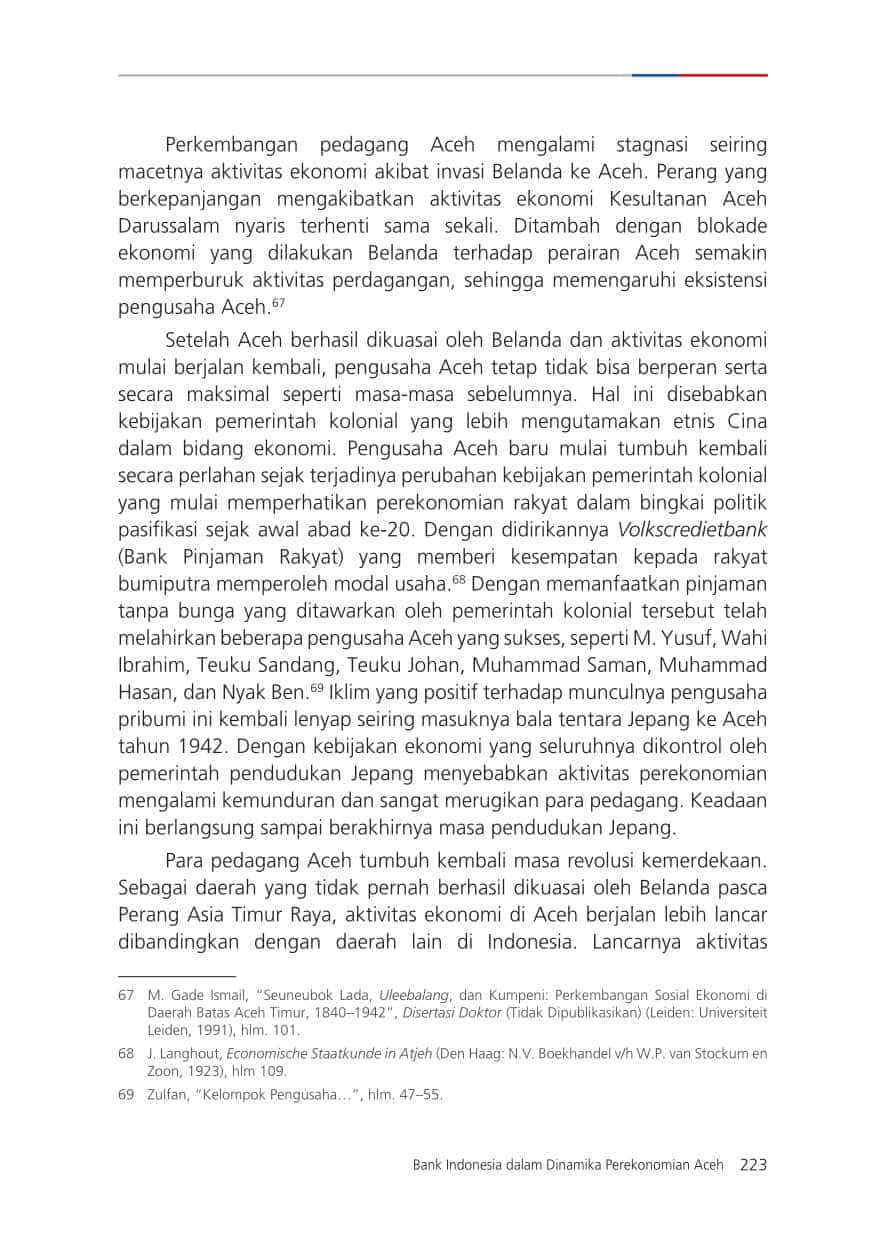 Perkembangan pedagang Aceh mengalami stagnasi seiring
macetnya aktivitas ekonomi akibat invasi Belanda ke Aceh. Perang yang
berkepanjangan mengakibatkan aktivitas ekonomi Kesultanan Aceh
Darussalam nyaris terhenti sama sekali. Ditambah dengan blokade
ekonomi yang dilakukan Belanda terhadap perairan Aceh semakin
memperburuk aktivitas perdagangan, sehingga memengaruhi eksistensi
pengusaha Aceh.67
Setelah Aceh berhasil dikuasai oleh Belanda dan aktivitas ekonomi
mulai berjalan kembali, pengusaha Aceh tetap tidak bisa berperan serta
secara maksimal seperti masa-masa sebelumnya. Hal ini disebabkan
kebijakan pemerintah kolonial yang lebih mengutamakan etnis Cina
dalam bidang ekonomi. Pengusaha Aceh baru mulai tumbuh kembali
secara perlahan sejak terjadinya perubahan kebijakan pemerintah kolonial
yang mulai memperhatikan perekonomian rakyat dalam bingkai politik
pasifikasi sejak awal abad ke-20. Dengan didirikannya Volkscredietbank
(Bank Pinjaman Rakyat) yang memberi kesempatan kepada rakyat
bumiputra memperoleh modal usaha.68 Dengan memanfaatkan pinjaman
tanpa bunga yang ditawarkan oleh pemerintah kolonial tersebut telah
melahirkan beberapa pengusaha Aceh yang sukses, seperti M. Yusuf, Wahi
Ibrahim, Teuku Sandang, Teuku Johan, Muhammad Saman, Muhammad
Hasan, dan Nyak Ben.69 Iklim yang positif terhadap munculnya pengusaha
pribumi ini kembali lenyap seiring masuknya bala tentara Jepang ke Aceh
tahun 1942. Dengan kebijakan ekonomi yang seluruhnya dikontrol oleh
pemerintah pendudukan Jepang menyebabkan aktivitas perekonomian
mengalami kemunduran dan sangat merugikan para pedagang. Keadaan
ini berlangsung sampai berakhirnya masa pendudukan Jepang.
Para pedagang Aceh tumbuh kembali masa revolusi kemerdekaan.
Sebagai daerah yang tidak pernah berhasil dikuasai oleh Belanda pasca
Perang Asia Timur Raya, aktivitas ekonomi di Aceh berjalan lebih lancar
dibandingkan dengan daerah lain di Indonesia. Lancarnya aktivitas
67 M. Gade Ismail, “Seuneubok Lada, Uleebalang, dan Kumpeni: Perkembangan Sosial Ekonomi di
Daerah Batas Aceh Timur, 1840–1942”, Disertasi Doktor (Tidak Dipublikasikan) (Leiden: Universiteit
Leiden, 1991), hlm. 101.
68 J. Langhout, Economische Staatkunde in Atjeh (Den Haag: N.V. Boekhandel v/h W.P. van Stockum en
Zoon, 1923), hlm 109.
69 Zulfan, “Kelompok Pengusaha…”, hlm. 47–55.
Bank Indonesia dalam Dinamika Perekonomian Aceh 223